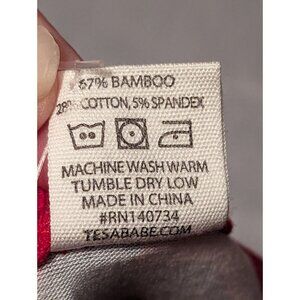 67% BAMBOO
28% COTTON, 5% SPANDEX
MACHINE WASH WARM
TUMBLE DRY LOW
MADE IN CHINA
#RN140734
TESABABE.COM